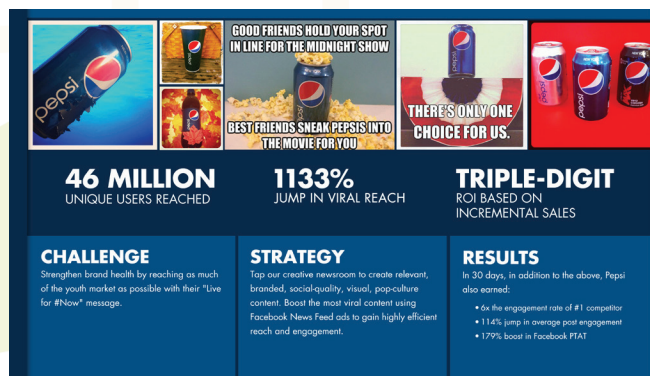 GOOD FRIENDS HOLD YOUR SPOT
IN LINE FOR THE MIDNIGHT SHOW
BEST FRIENDS SNEAK PEPSIS INTO
THE MOVIE FOR YOU
THERE'S ONLY ONE
CHOICE FOR US.
pepsi
pepsi
pepsi
46 MILLION
UNIQUE USERS REACHED
1133%
JUMP IN VIRAL REACH
TRIPLE-DIGIT
ROI BASED ON
INCREMENTAL SALES
CHALLENGE
Strengthen brand health by reaching as much
of the youth market as possible with their "Live
for #Now" message.
STRATEGY
Tap our creative newsroom to create relevant,
branded, social-quality, visual, pop-culture
content. Boost the most viral content using
Facebook News Feed ads to gain highly efficient
reach and engagement.
RESULTS
In 30 days, in addition to the above, Pepsi
also earned:
• 6x the engagement rate of #1 competitor
• 114% jump in average post engagement
• 179% boost in Facebook PTAT